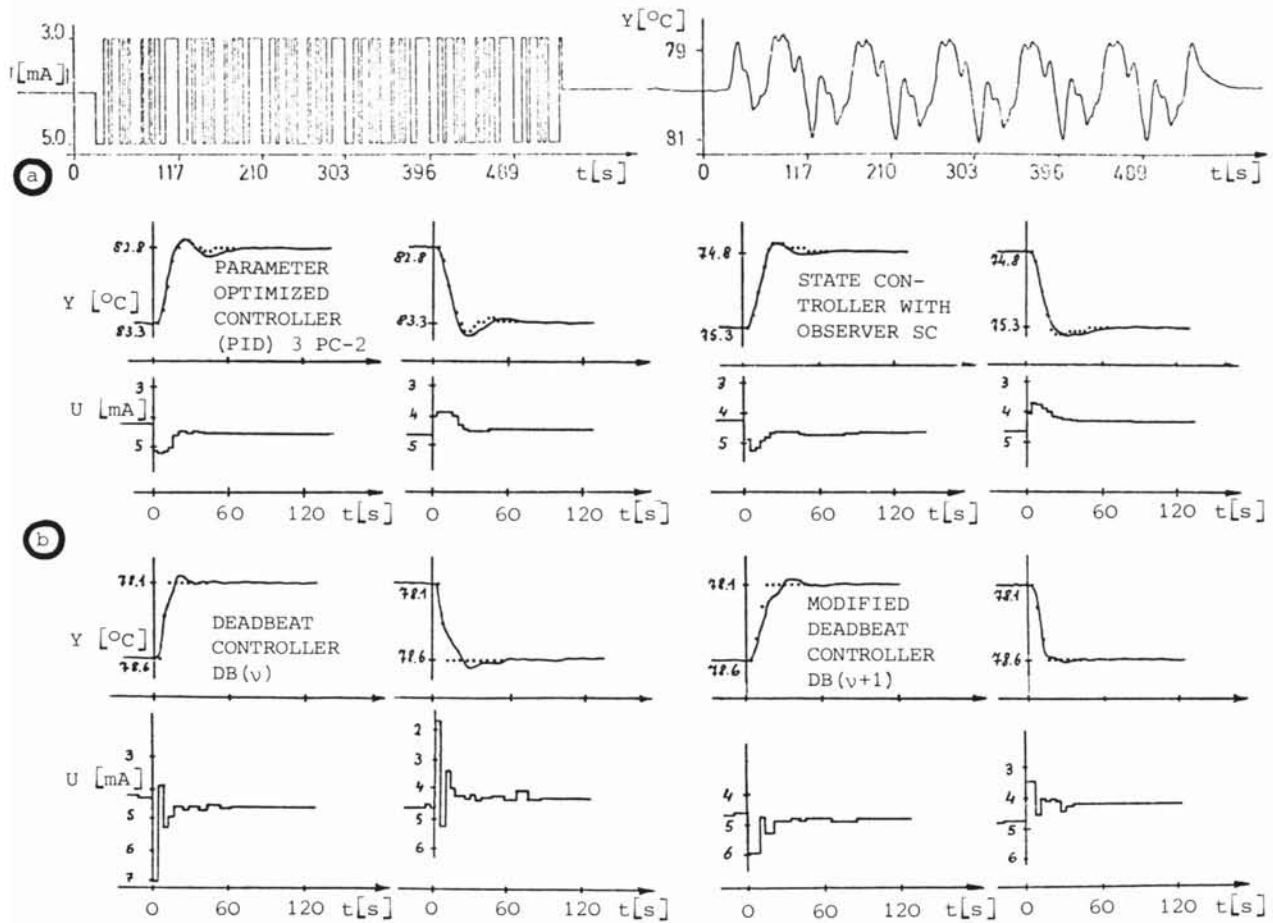 3.0
[mA]
5.0
0 117 210 303 396 489 t[s]
Y[°C]
79
81
0 117 210 303 396 489 t[s]
a
Y [°C]
82.8
83.3
PARAMETER
OPTIMIZED
CONTROLLER
(PID) 3 PC-2
82.8
83.3
74.8
75.3
STATE CON-
TROLLER WITH
OBSERVER SC
74.8
75.3
U [mA]
3
5
3
4
5
3
4
5
3
4
5
0 60 120 t[s]
0 60 120 t[s]
0 60 120 t[s]
0 60 120 t[s]
b
Y [°C]
78.1
78.6
DEADBEAT
CONTROLLER
DB(ν)
78.1
78.6
78.1
78.6
MODIFIED
DEADBEAT
CONTROLLER
DB(ν+1)
78.1
78.6
U [mA]
3
5
6
7
2
3
4
5
6
4
5
6
3
4
5
6
0 60 120 t[s]
0 60 120 t[s]
0 60 120 t[s]
0 60 120 t[s]